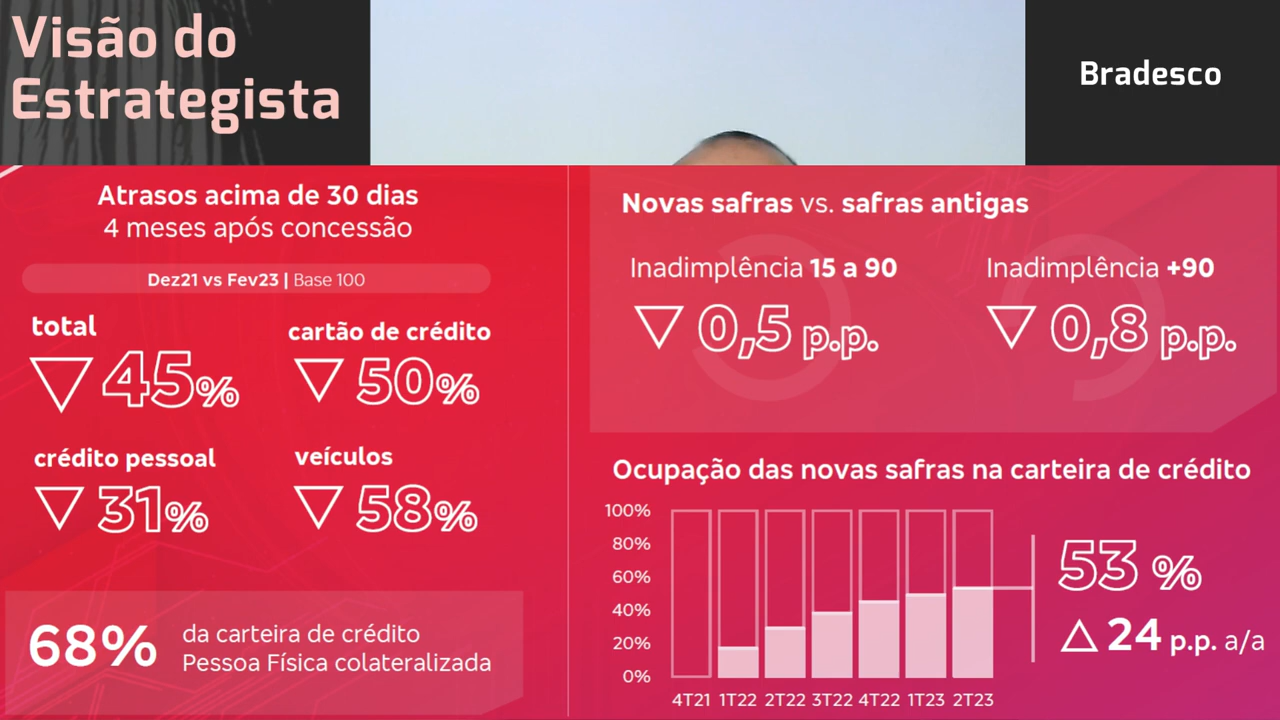 Visão do
Estrategista
Bradesco
Atrasos acima de 30 dias
4 meses após concessão
Dez21 vs Fev23 | Base 100
total
45%
cartão de crédito
50%
crédito pessoal
31%
veículos
58%
68%
da carteira de crédito
Pessoa Física colateralizada
Novas safras vs. safras antigas
Inadimplência 15 a 90
0,5 p.p.
Inadimplência +90
0,8 p.p.
Ocupação das novas safras na carteira de crédito
100%
80%
60%
40%
20%
0%
4T21 1T22 2T22 3T22 4T22 1T23 2T23
53 %
24 p.p. a/a